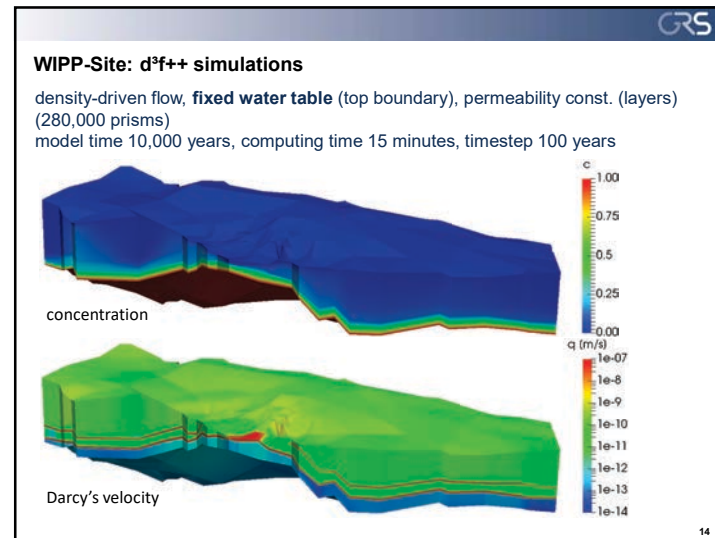 GRS
WIPP-Site: d³f++ simulations
density-driven flow, fixed water table (top boundary), permeability const. (layers)
(280,000 prisms)
model time 10,000 years, computing time 15 minutes, timestep 100 years
c
1.00
0.75
0.5
0.25
0.00
concentration
q (m/s)
1e-07
1e-8
1e-9
1e-10
1e-11
1e-12
1e-13
1e-14
Darcy's velocity
14